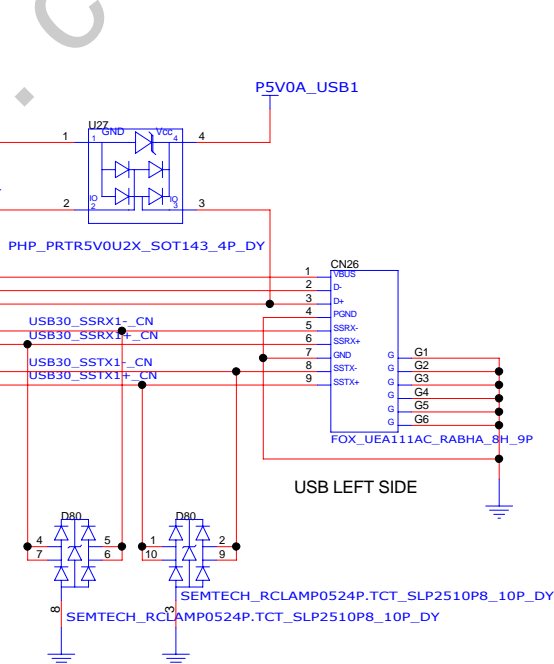 C
P5V0A_USB1
U27
GND
Vcc
1
1
4
4
IO
2
2
IO
3
3
PHP_PRTR5V0U2X_SOT143_4P_DY
CN26
1
VBUS
2
D-
3
D+
4
PGND
USB30_SSRX1-_CN
5
SSRX-
USB30_SSRX1+_CN
6
SSRX+
7
GND
G
G1
USB30_SSTX1-_CN
8
SSTX-
G
G2
USB30_SSTX1+_CN
9
SSTX+
G
G3
G
G4
G
G5
G
G6
FOX_UEA111AC_RABHA_8H_9P
USB LEFT SIDE
D80
D80
4
5
1
2
7
6
10
9
SEMTECH_RCLAMP0524P.TCT_SLP2510P8_10P_DY
8
3
SEMTECH_RCLAMP0524P.TCT_SLP2510P8_10P_DY